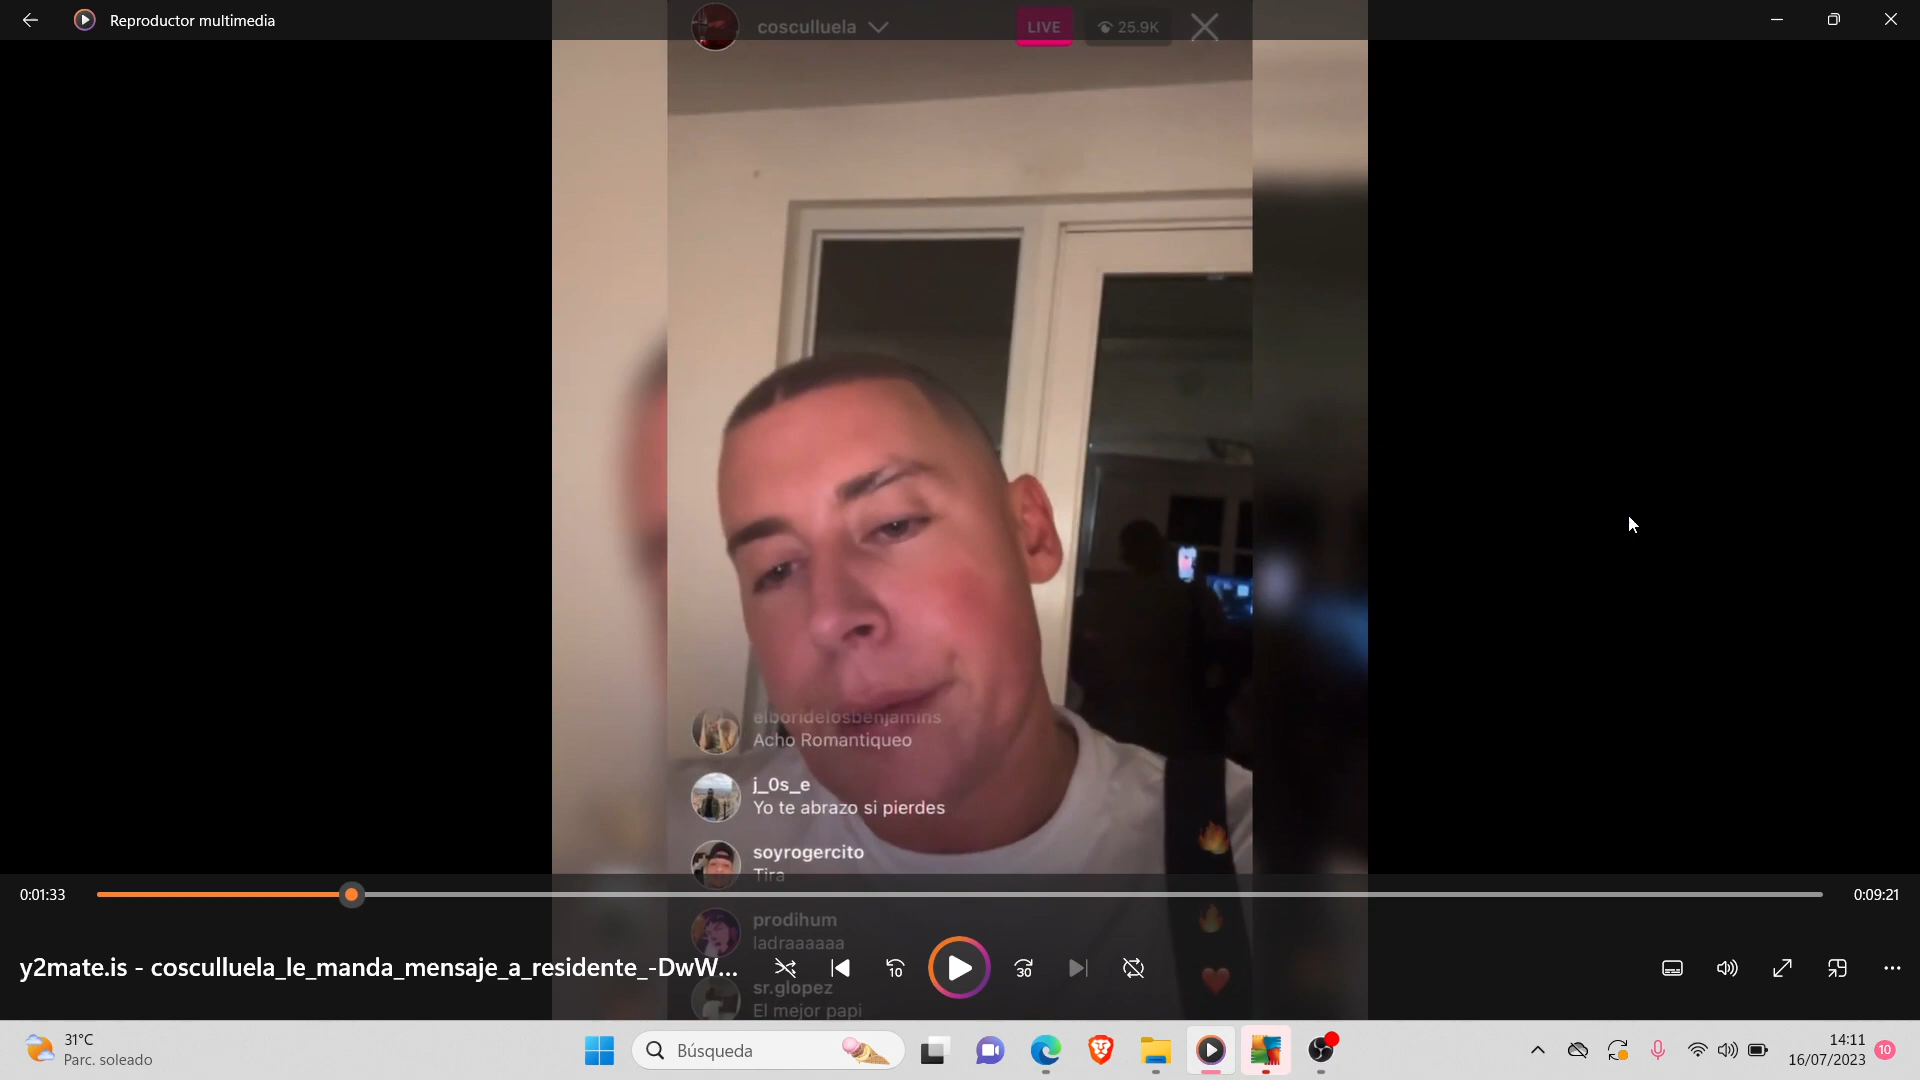 Reproductor multimedia
cosculluela
LIVE
25.9K
elboridelosbenjamins
Acho Romantiqueo
j_0s_e
Yo te abrazo si pierdes
soyrogercito
Tira
0:01:33
0:09:21
prodihum
ladraaaaaa
y2mate.is - cosculluela_le_manda_mensaje_a_residente_-DwW...
10
30
sr.glopez
El mejor papi
31°C
Parc. soleado
Búsqueda
14:11
16/07/2023
10